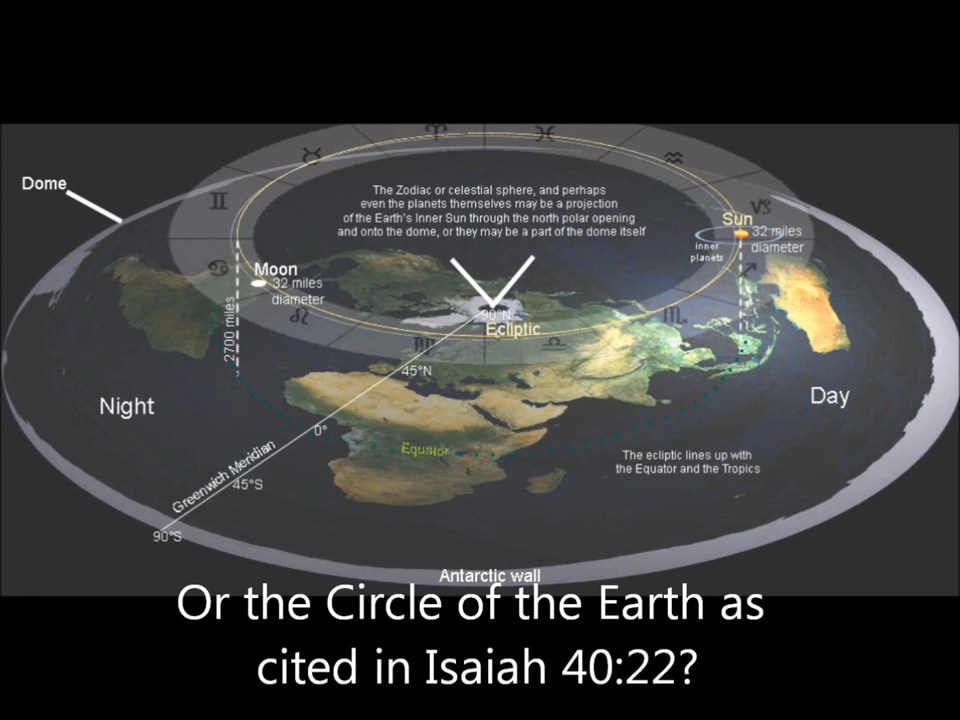 Dome
The Zodiac or celestial sphere, and perhaps
even the planets themselves may be a projection
of the Earth's Inner Sun through the north polar opening
and onto the dome, or they may be a part of the dome itself
Sun
32 miles
diameter
inner
planets
Moon
32 miles
diameter
2700 miles
90°N
Ecliptic
45°N
Night
Day
0°
Equator
The ecliptic lines up with
the Equator and the Tropics
Greenwich Meridian
45°S
90°S
Antarctic wall
Or the Circle of the Earth as
cited in Isaiah 40:22?